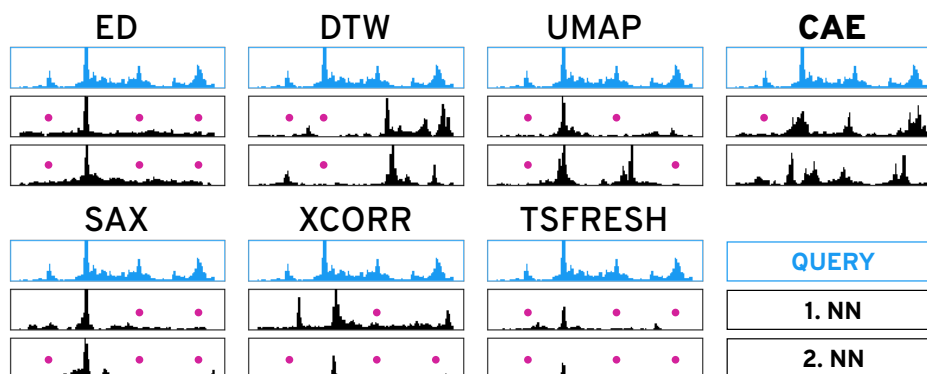 ED DTW UMAP CAE
SAX XCORR TSFRESH
QUERY
1. NN
2. NN